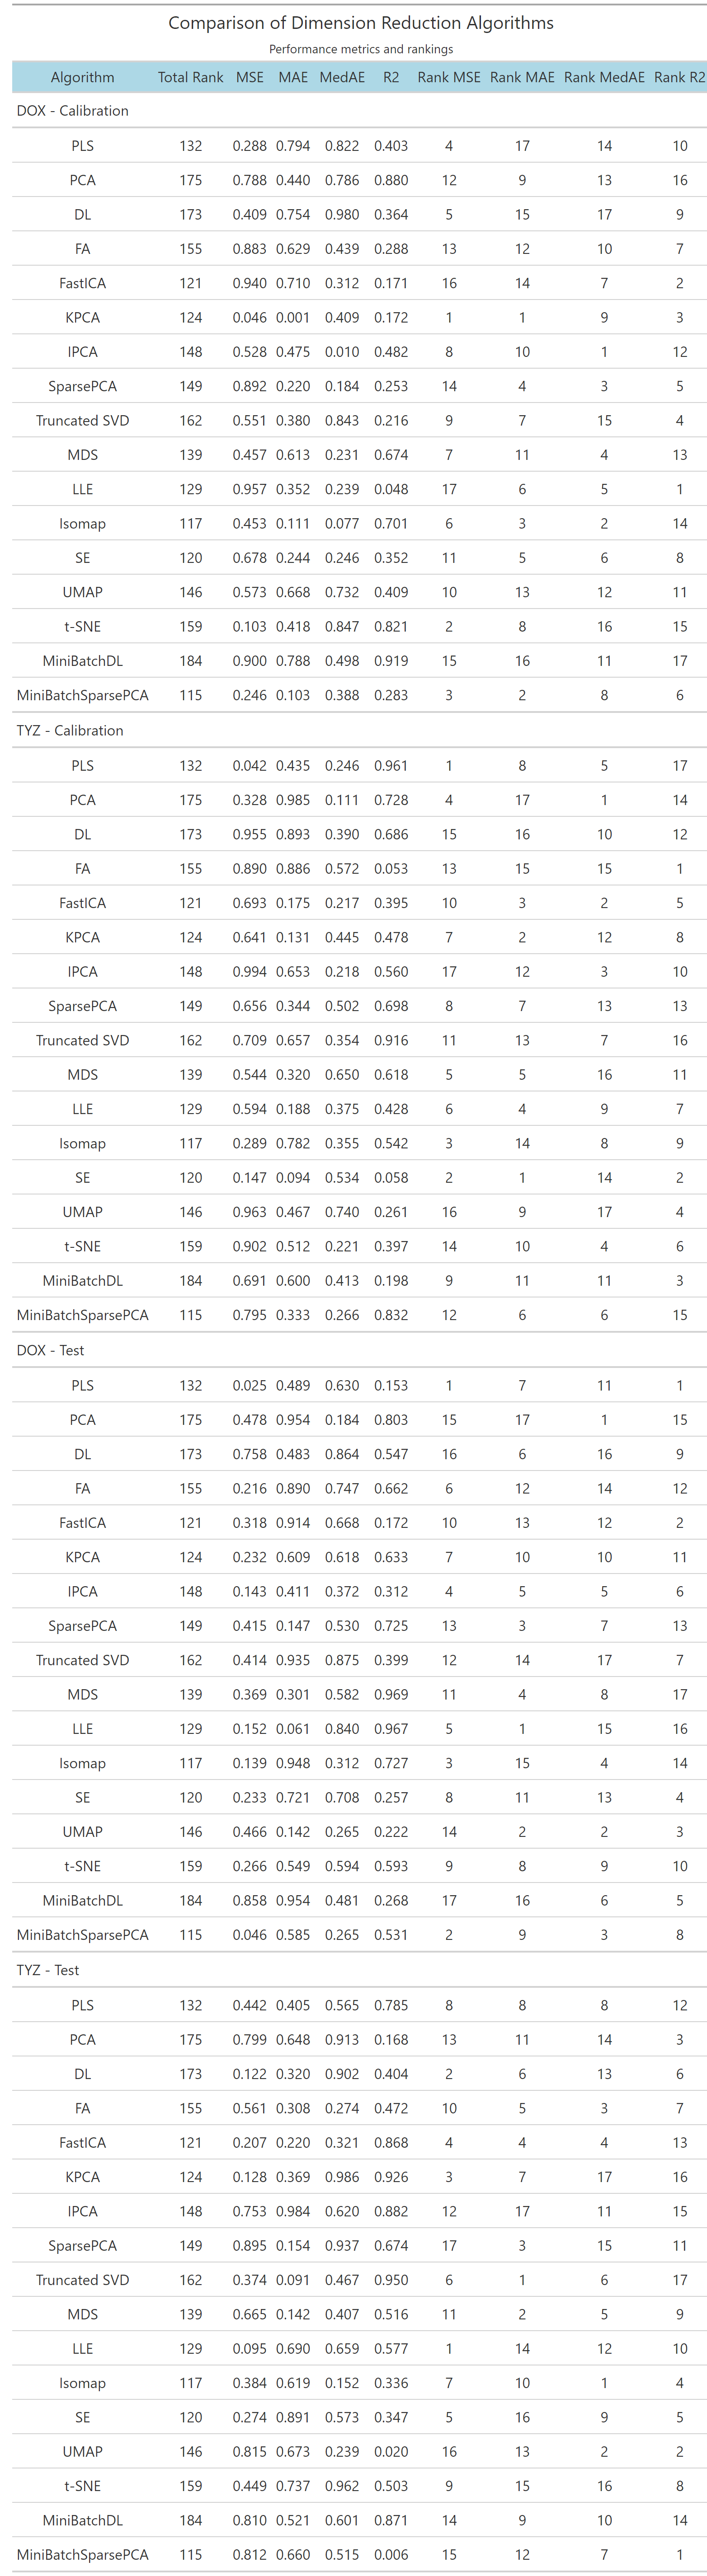 Comparison of Dimension Reduction Algorithms
Performance metrics and rankings
Algorithm Total Rank MSE MAE MedAE R2 Rank MSE Rank MAE Rank MedAE Rank R2
DOX - Calibration
PLS 132 0.288 0.794 0.822 0.403 4 17 14 10
PCA 175 0.788 0.440 0.786 0.880 12 9 13 16
DL 173 0.409 0.754 0.980 0.364 5 15 17 9
FA 155 0.883 0.629 0.439 0.288 13 12 10 7
FastICA 121 0.940 0.710 0.312 0.171 16 14 7 2
KPCA 124 0.046 0.001 0.409 0.172 1 1 9 3
IPCA 148 0.528 0.475 0.010 0.482 8 10 1 12
SparsePCA 149 0.892 0.220 0.184 0.253 14 4 3 5
Truncated SVD 162 0.551 0.380 0.843 0.216 9 7 15 4
MDS 139 0.457 0.613 0.231 0.674 7 11 4 13
LLE 129 0.957 0.352 0.239 0.048 17 6 5 1
Isomap 117 0.453 0.111 0.077 0.701 6 3 2 14
SE 120 0.678 0.244 0.246 0.352 11 5 6 8
UMAP 146 0.573 0.668 0.732 0.409 10 13 12 11
t-SNE 159 0.103 0.418 0.847 0.821 2 8 16 15
MiniBatchDL 184 0.900 0.788 0.498 0.919 15 16 11 17
MiniBatchSparsePCA 115 0.246 0.103 0.388 0.283 3 2 8 6
TYZ - Calibration
PLS 132 0.042 0.435 0.246 0.961 1 8 5 17
PCA 175 0.328 0.985 0.111 0.728 4 17 1 14
DL 173 0.955 0.893 0.390 0.686 15 16 10 12
FA 155 0.890 0.886 0.572 0.053 13 15 15 1
FastICA 121 0.693 0.175 0.217 0.395 10 3 2 5
KPCA 124 0.641 0.131 0.445 0.478 7 2 12 8
IPCA 148 0.994 0.653 0.218 0.560 17 12 3 10
SparsePCA 149 0.656 0.344 0.502 0.698 8 7 13 13
Truncated SVD 162 0.709 0.657 0.354 0.916 11 13 7 16
MDS 139 0.544 0.320 0.650 0.618 5 5 16 11
LLE 129 0.594 0.188 0.375 0.428 6 4 9 7
Isomap 117 0.289 0.782 0.355 0.542 3 14 8 9
SE 120 0.147 0.094 0.534 0.058 2 1 14 2
UMAP 146 0.963 0.467 0.740 0.261 16 9 17 4
t-SNE 159 0.902 0.512 0.221 0.397 14 10 4 6
MiniBatchDL 184 0.691 0.600 0.413 0.198 9 11 11 3
MiniBatchSparsePCA 115 0.795 0.333 0.266 0.832 12 6 6 15
DOX - Test
PLS 132 0.025 0.489 0.630 0.153 1 7 11 1
PCA 175 0.478 0.954 0.184 0.803 15 17 1 15
DL 173 0.758 0.483 0.864 0.547 16 6 16 9
FA 155 0.216 0.890 0.747 0.662 6 12 14 12
FastICA 121 0.318 0.914 0.668 0.172 10 13 12 2
KPCA 124 0.232 0.609 0.618 0.633 7 10 10 11
IPCA 148 0.143 0.411 0.372 0.312 4 5 5 6
SparsePCA 149 0.415 0.147 0.530 0.725 13 3 7 13
Truncated SVD 162 0.414 0.935 0.875 0.399 12 14 17 7
MDS 139 0.369 0.301 0.582 0.969 11 4 8 17
LLE 129 0.152 0.061 0.840 0.967 5 1 15 16
Isomap 117 0.139 0.948 0.312 0.727 3 15 4 14
SE 120 0.233 0.721 0.708 0.257 8 11 13 4
UMAP 146 0.466 0.142 0.265 0.222 14 2 2 3
t-SNE 159 0.266 0.549 0.594 0.593 9 8 9 10
MiniBatchDL 184 0.858 0.954 0.481 0.268 17 16 6 5
MiniBatchSparsePCA 115 0.046 0.585 0.265 0.531 2 9 3 8
TYZ - Test
PLS 132 0.442 0.405 0.565 0.785 8 8 8 12
PCA 175 0.799 0.648 0.913 0.168 13 11 14 3
DL 173 0.122 0.320 0.902 0.404 2 6 13 6
FA 155 0.561 0.308 0.274 0.472 10 5 3 7
FastICA 121 0.207 0.220 0.321 0.868 4 4 4 13
KPCA 124 0.128 0.369 0.986 0.926 3 7 17 16
IPCA 148 0.753 0.984 0.620 0.882 12 17 11 15
SparsePCA 149 0.895 0.154 0.937 0.674 17 3 15 11
Truncated SVD 162 0.374 0.091 0.467 0.950 6 1 6 17
MDS 139 0.665 0.142 0.407 0.516 11 2 5 9
LLE 129 0.095 0.690 0.659 0.577 1 14 12 10
Isomap 117 0.384 0.619 0.152 0.336 7 10 1 4
SE 120 0.274 0.891 0.573 0.347 5 16 9 5
UMAP 146 0.815 0.673 0.239 0.020 16 13 2 2
t-SNE 159 0.449 0.737 0.962 0.503 9 15 16 8
MiniBatchDL 184 0.810 0.521 0.601 0.871 14 9 10 14
MiniBatchSparsePCA 115 0.812 0.660 0.515 0.006 15 12 7 1